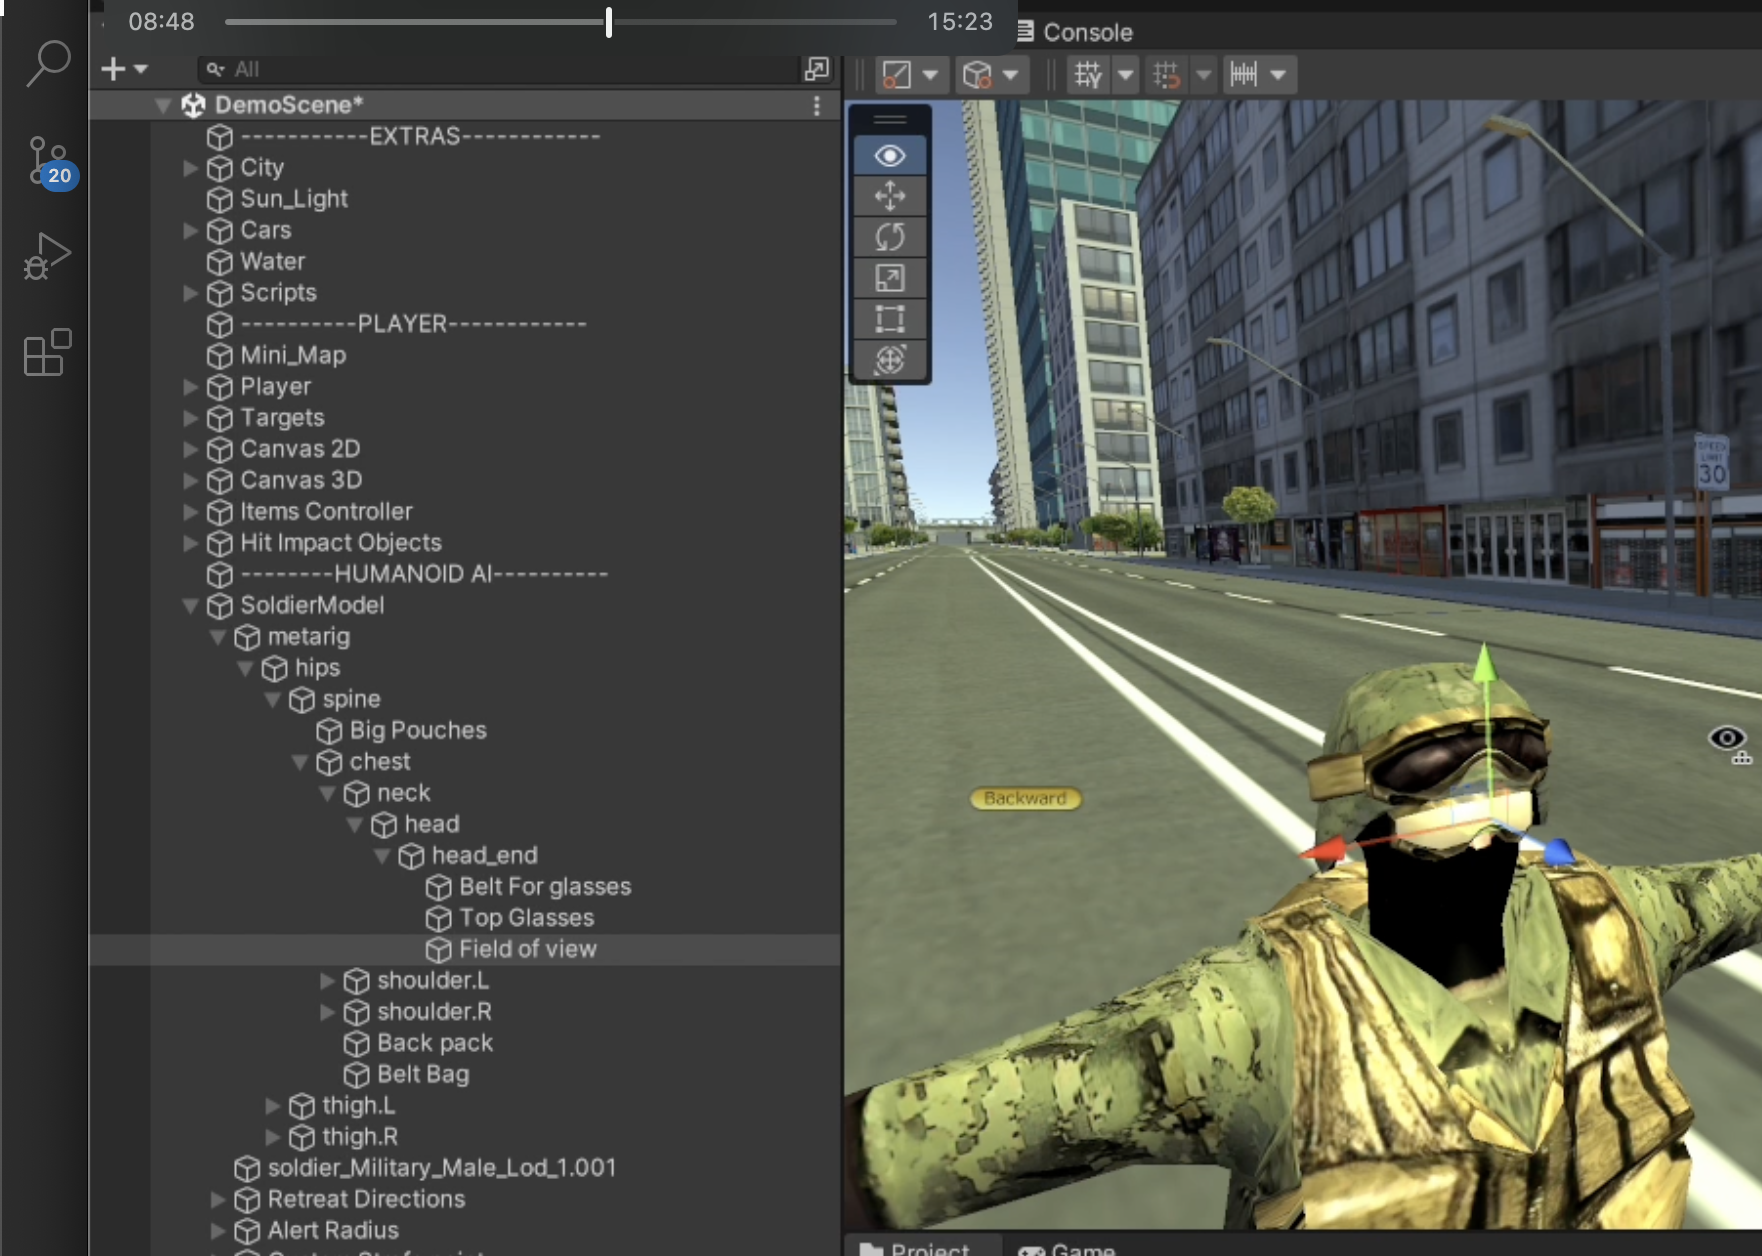 08:48
15:23
Console
All
DemoScene*
20
-----------EXTRAS------------
City
Sun_Light
Cars
Water
Scripts
----------PLAYER------------
Mini_Map
Player
Targets
Canvas 2D
Canvas 3D
Items Controller
Hit Impact Objects
--------HUMANOID AI----------
SoldierModel
metarig
hips
spine
Big Pouches
chest
neck
head
head_end
Belt For glasses
Top Glasses
Field of view
shoulder.L
shoulder.R
Back pack
Belt Bag
thigh.L
thigh.R
soldier_Military_Male_Lod_1.001
Retreat Directions
Alert Radius
SPEED
LIMIT
30
Backward
Project
Game